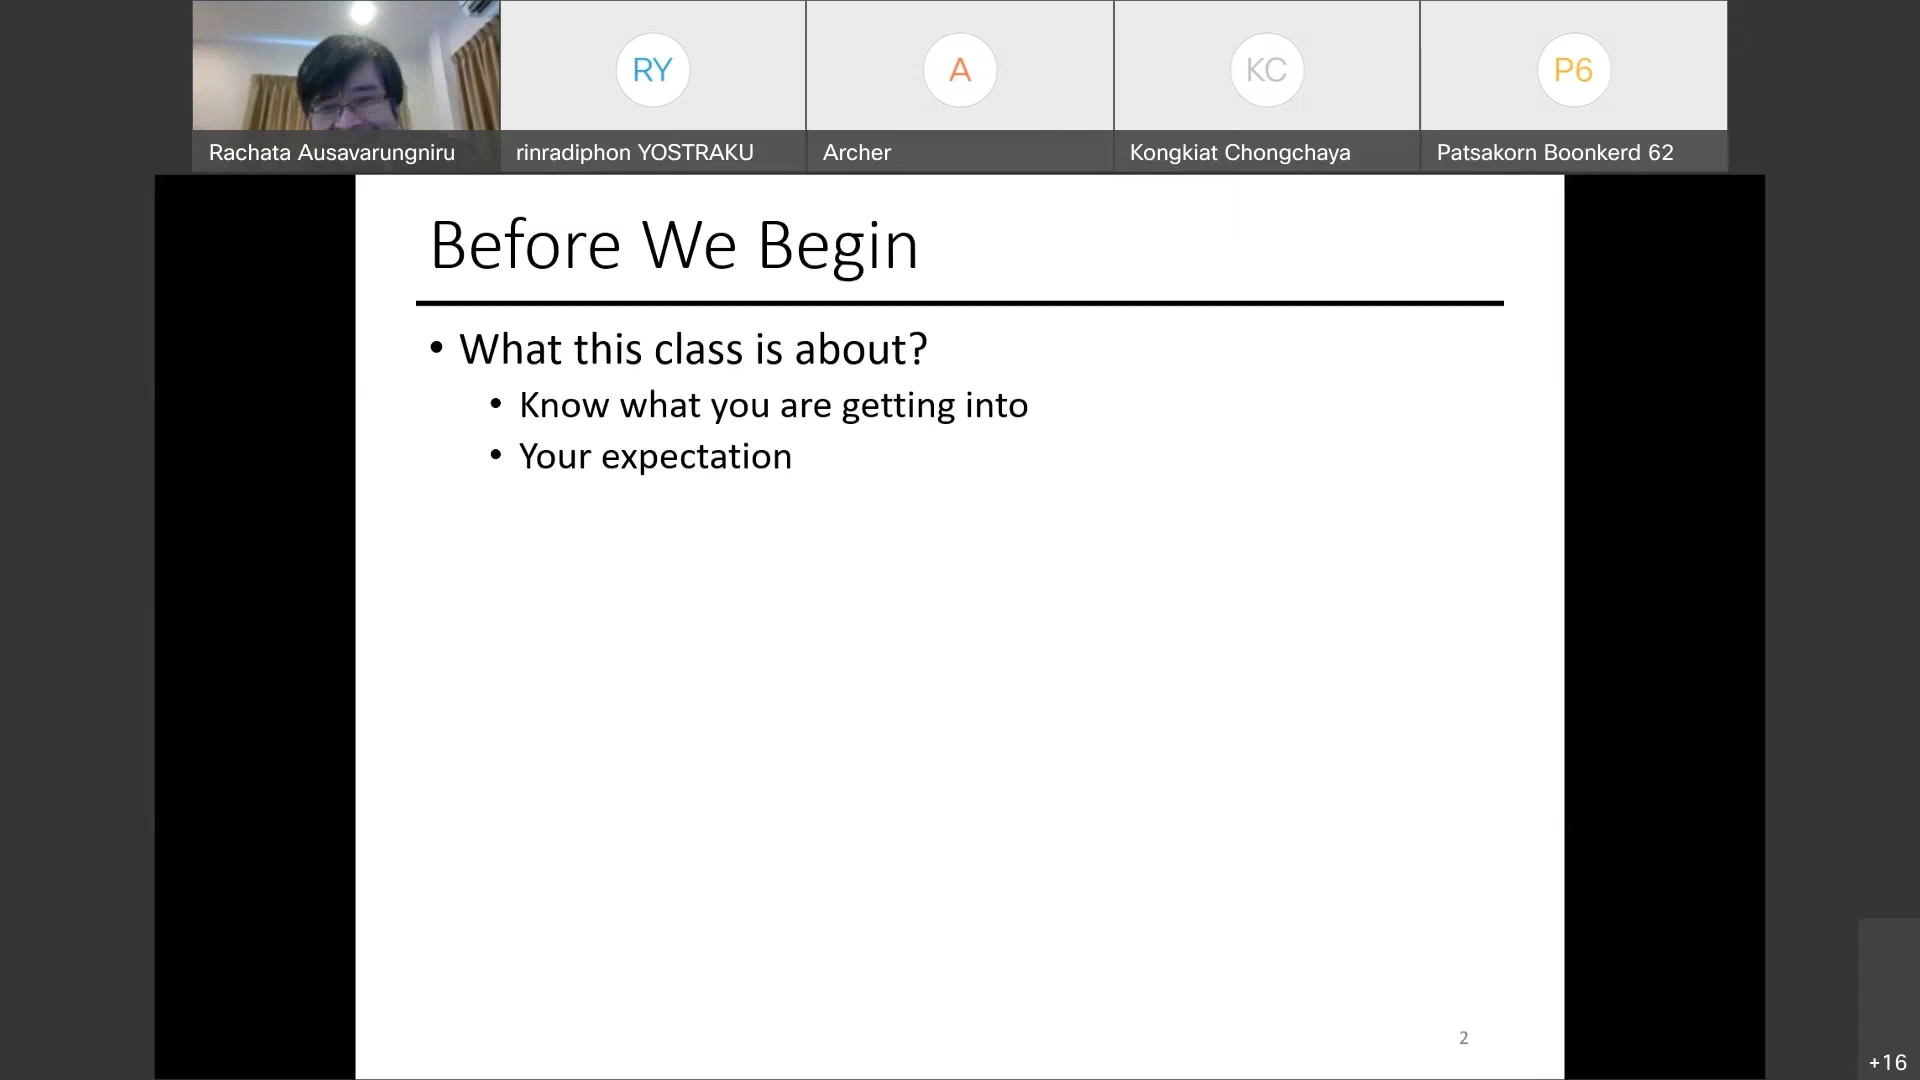 RY
A
KC
P6
Rachata Ausavarungniru
rinradiphon YOSTRAKU
Archer
Kongkiat Chongchaya
Patsakorn Boonkerd 62
Before We Begin
• What this class is about?
• Know what you are getting into
• Your expectation
2
+16